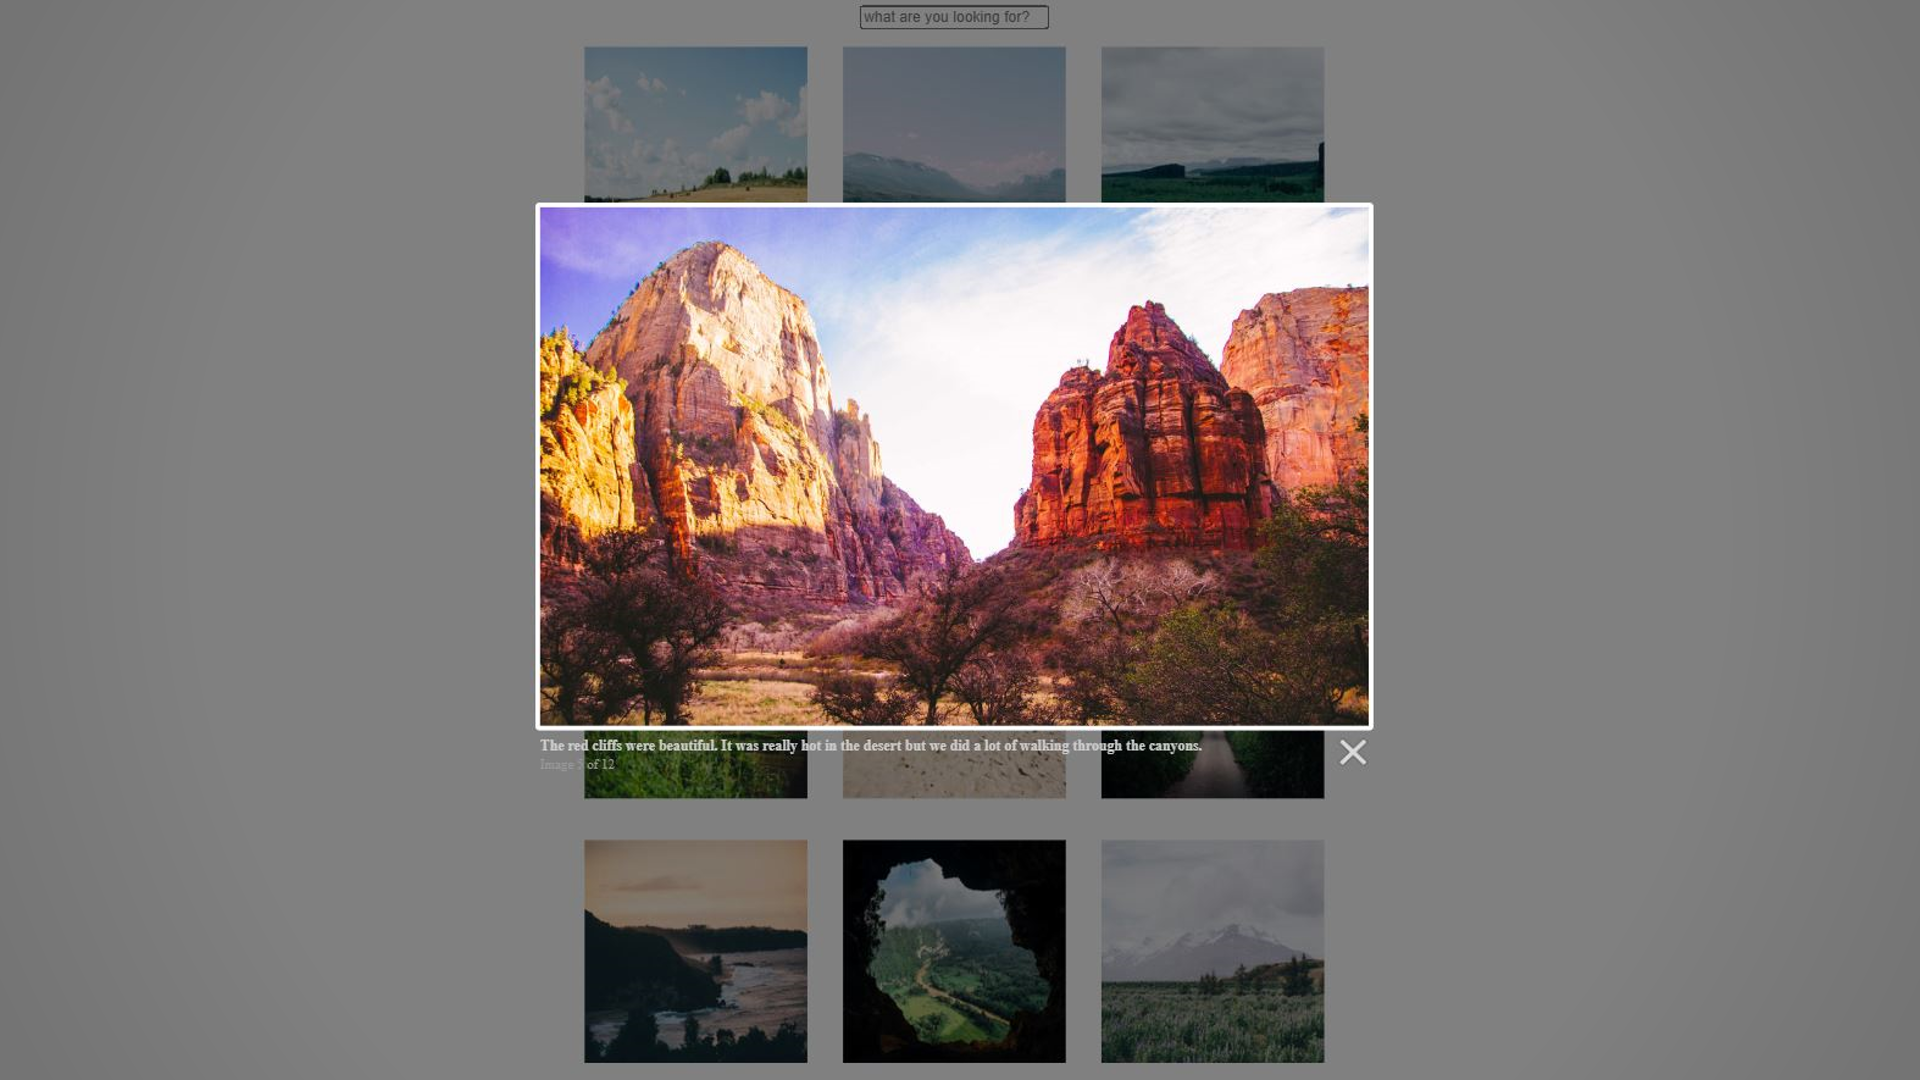 what are you looking for?
The red cliffs were beautiful. It was really hot in the desert but we did a lot of walking through the canyons.
Image 5 of 12